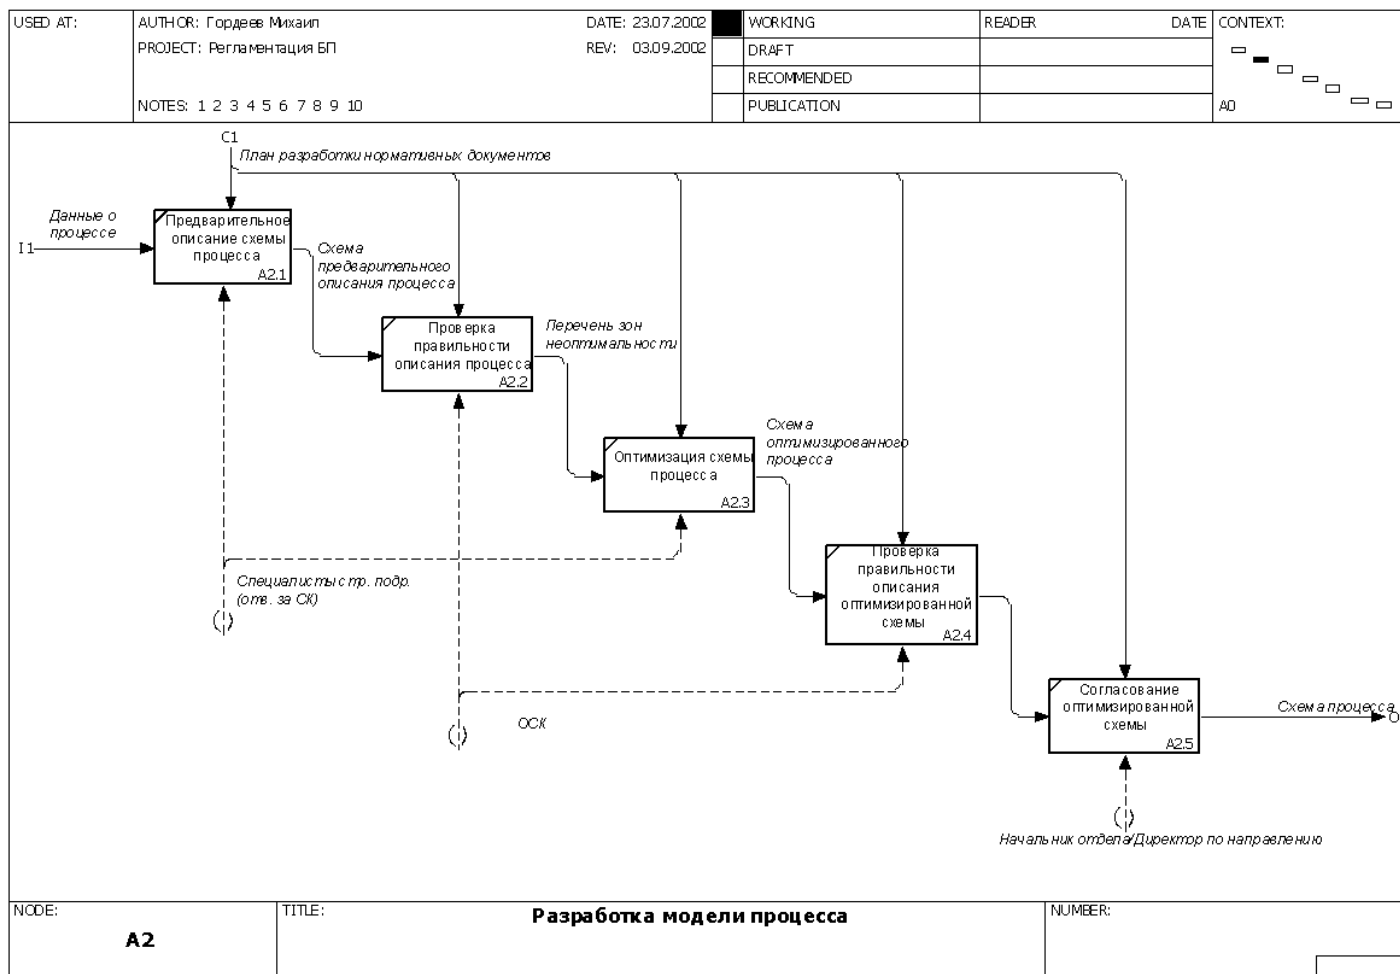 USED AT:
AUTHOR: Гордеев Михаил
DATE: 23.07.2002
WORKING
READER
DATE
CONTEXT:
PROJECT: Регламентация БП
REV: 03.09.2002
DRAFT
RECOMMENDED
NOTES: 1 2 3 4 5 6 7 8 9 10
PUBLICATION
A0
C1
План разработки нормативных документов
Данные о
процессе
I1
Предварительное
описание схемы
процесса
A2.1
Схема
предварительного
описания процесса
Проверка
правильности
описания процесса
A2.2
Перечень зон
неоптимальности
Оптимизация схемы
процесса
A2.3
Схема
оптимизированного
процесса
Проверка
правильности
описания
оптимизированной
схемы
A2.4
Специалисты стр. подр.
(отв. за СК)
ОСК
Согласование
оптимизированной
схемы
A2.5
Схема процесса
O
Начальник отдела/Директор по направлению
NODE:
A2
TITLE:
Разработка модели процесса
NUMBER: